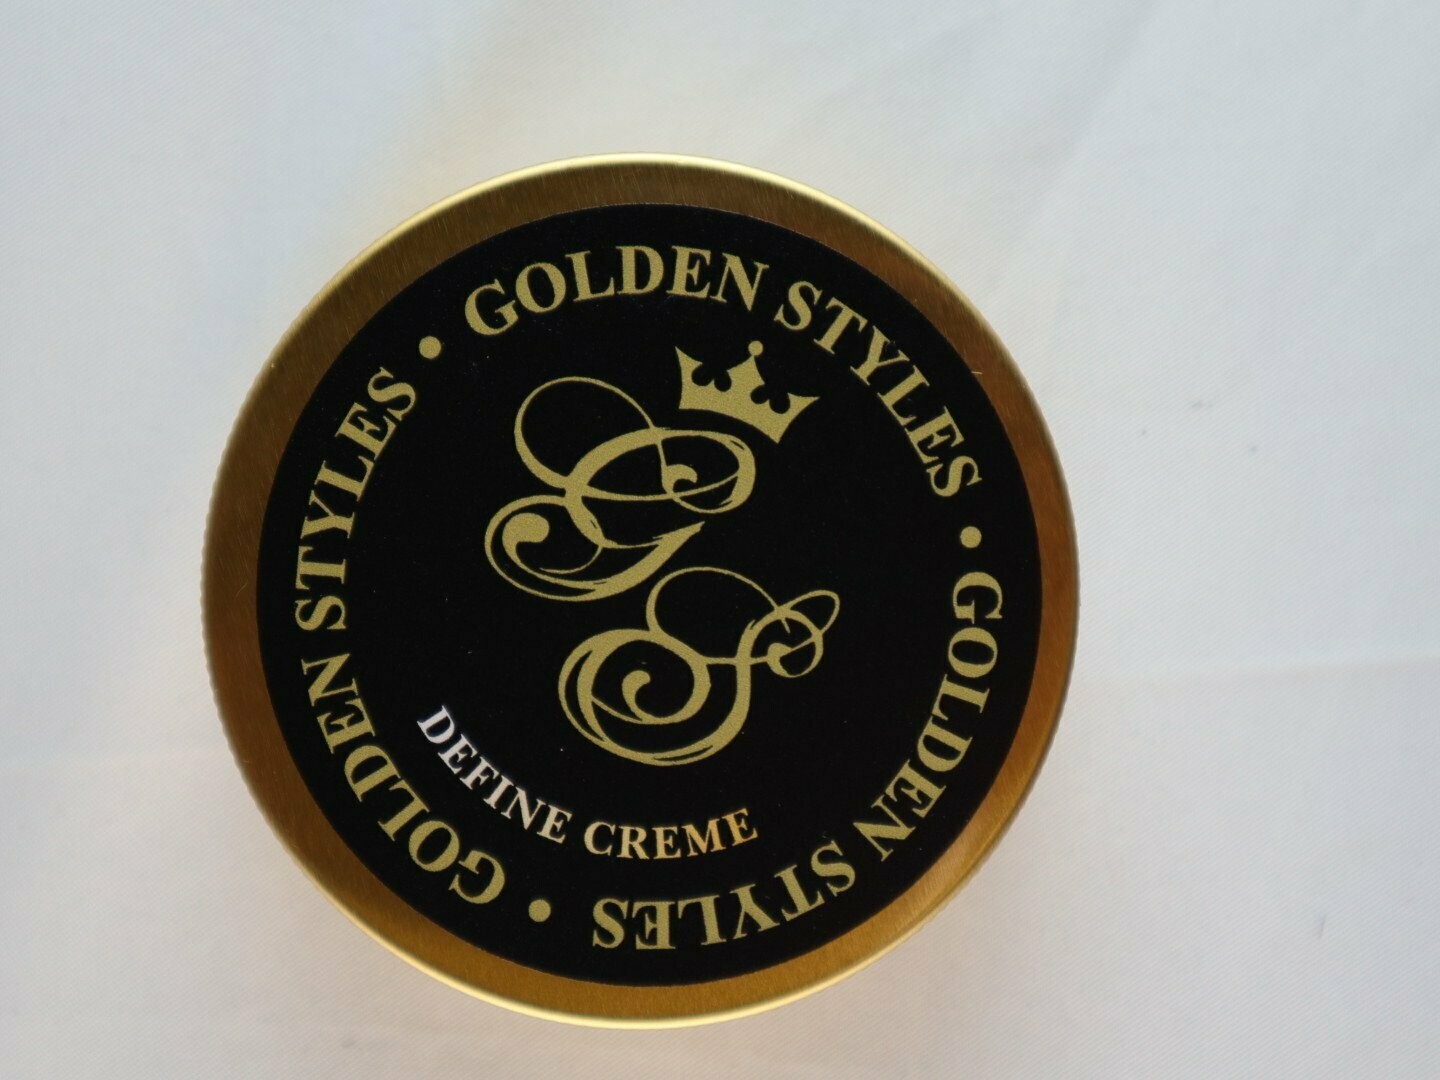 GOLDEN STYLES • GOLDEN STYLES • GOLDEN STYLES •
GS
DEFINE CREME